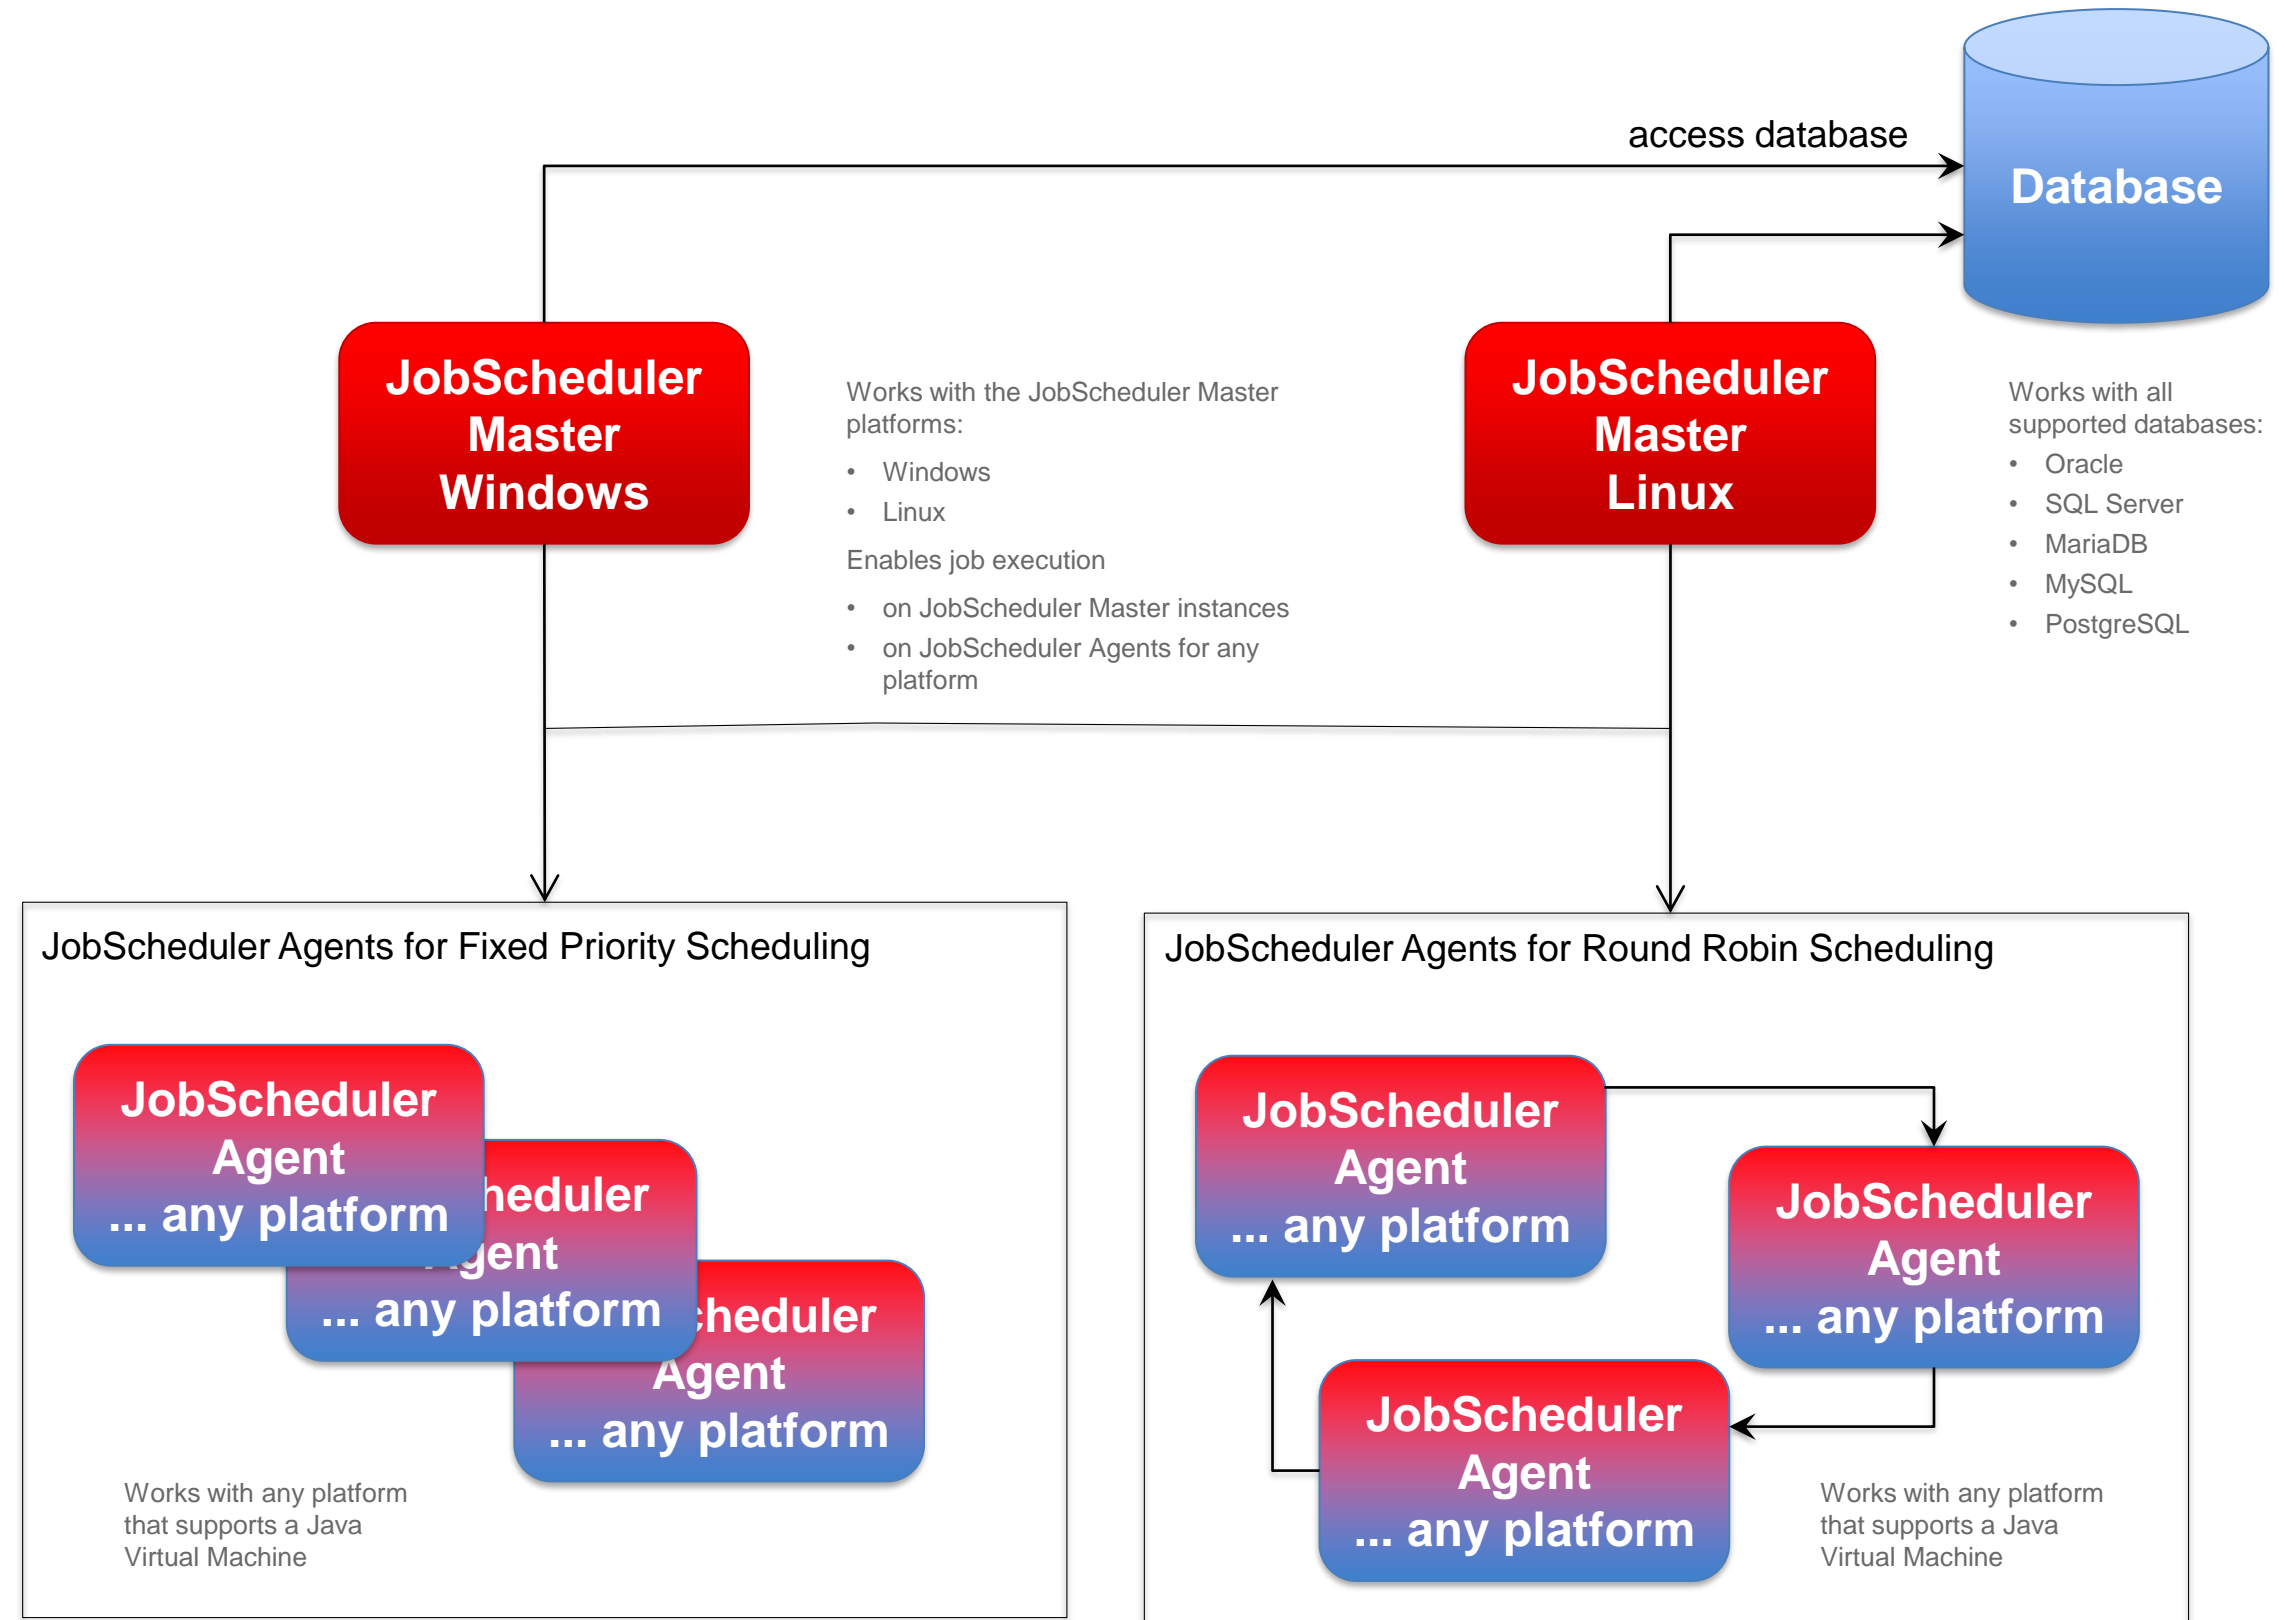 access database
Database
JobScheduler
Master
Windows
Works with the JobScheduler Master
platforms:
• Windows
• Linux
Enables job execution
• on JobScheduler Master instances
• on JobScheduler Agents for any
platform
JobScheduler
Master
Linux
Works with all
supported databases:
• Oracle
• SQL Server
• MariaDB
• MySQL
• PostgreSQL
JobScheduler Agents for Fixed Priority Scheduling
JobScheduler
Agent
... any platform
heduler
Agent
... any platform
cheduler
Agent
... any platform
Works with any platform
that supports a Java
Virtual Machine
JobScheduler Agents for Round Robin Scheduling
JobScheduler
Agent
... any platform
JobScheduler
Agent
... any platform
JobScheduler
Agent
... any platform
Works with any platform
that supports a Java
Virtual Machine